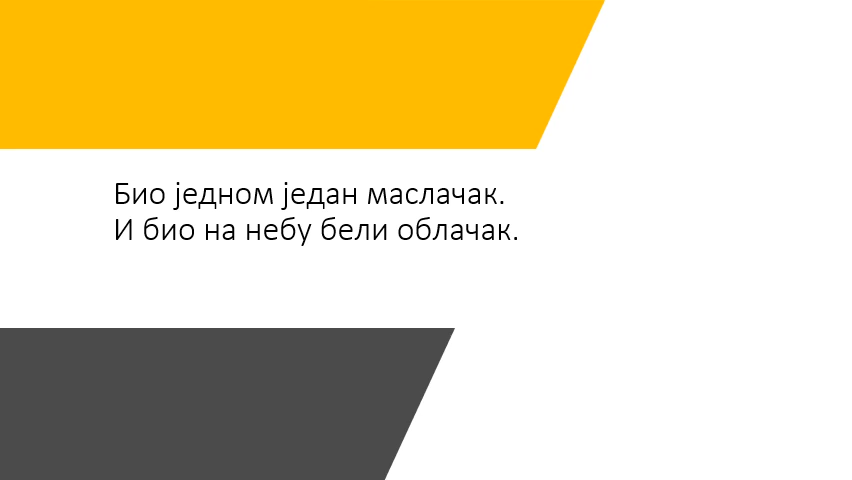 Био једном један маслачак.
И био на небу бели облачак.